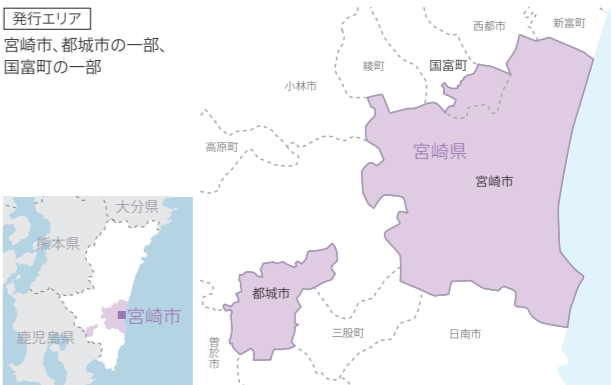 発行エリア
宮崎市、都城市の一部、
国富町の一部
西都市
新富町
綾町
国富町
小林市
高原町
宮崎県
宮崎市
都城市
三股町
日南市
曽於市
大分県
熊本県
宮崎市
鹿児島県